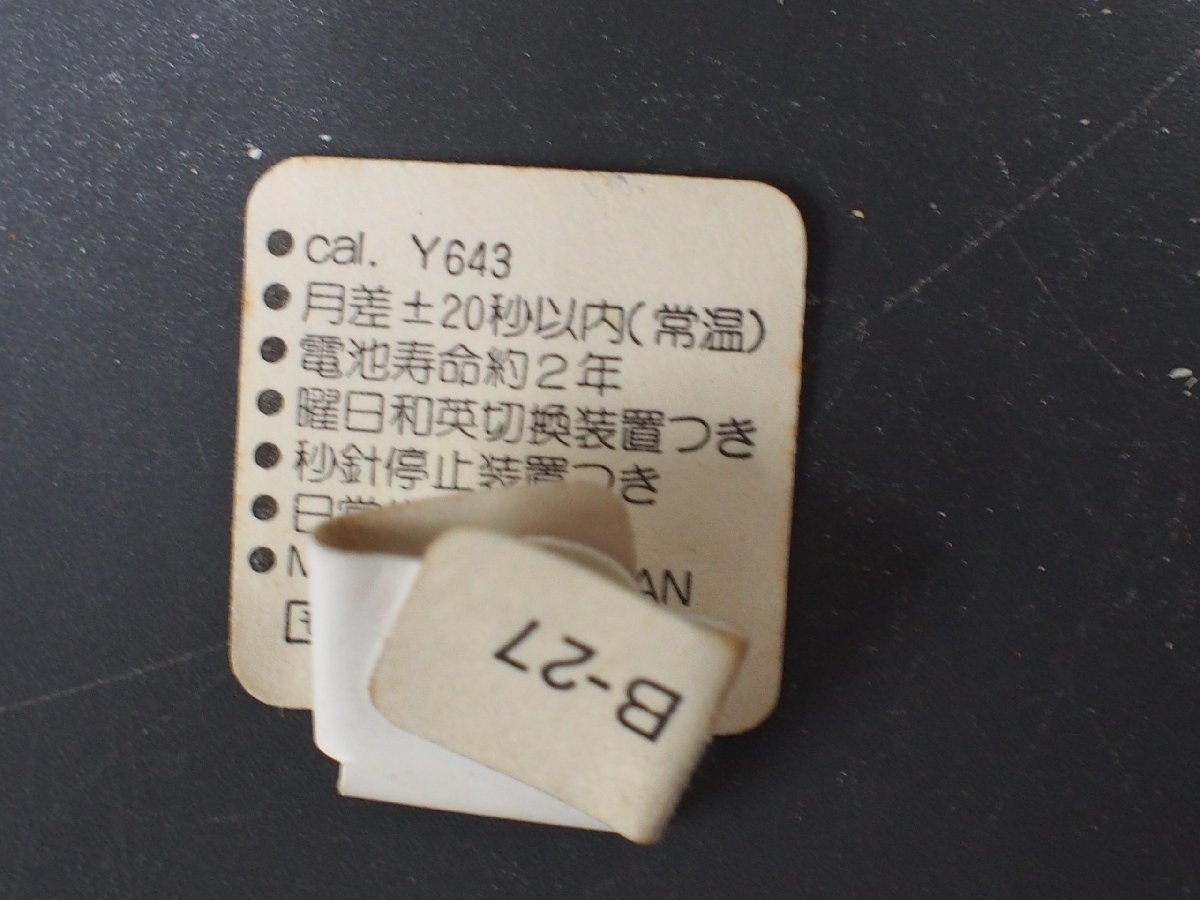 ● cal. Y643
● 月差±20秒以内(常温)
● 電池寿命約2年
● 曜日和英切換装置つき
● 秒針停止装置つき
● 日常
● M AN
B-27